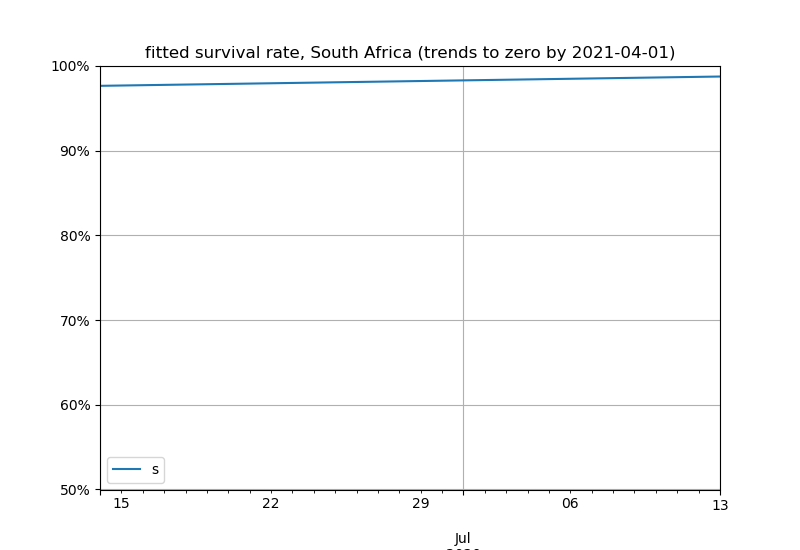 fitted survival rate, South Africa (trends to zero by 2021-04-01)
100%
90%
80%
70%
60%
50%
s
15 22 29 06 13
Jul